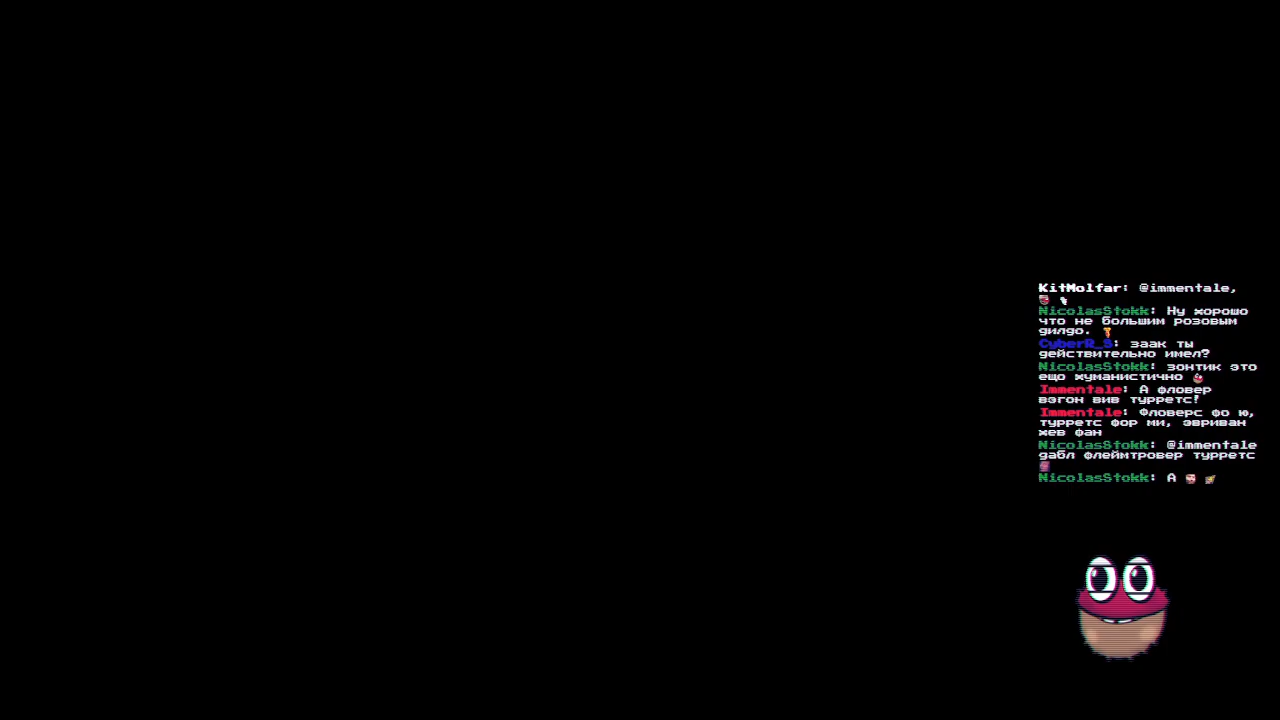 KitMolfar: @immentale,
NicolasStokk: Ну хорошо
что не большим розовым
дилдо.
CyberR_S: заак ты
действительно имел?
NicolasStokk: зонтик это
ещо хуманистично
Immentale: А фловер
вэгон вив турретс!
Immentale: Фловерс фо ю,
турретс фор ми, эвриван
хев фан
NicolasStokk: @immentale
дабл флеймтровер турретс
NicolasStokk: А